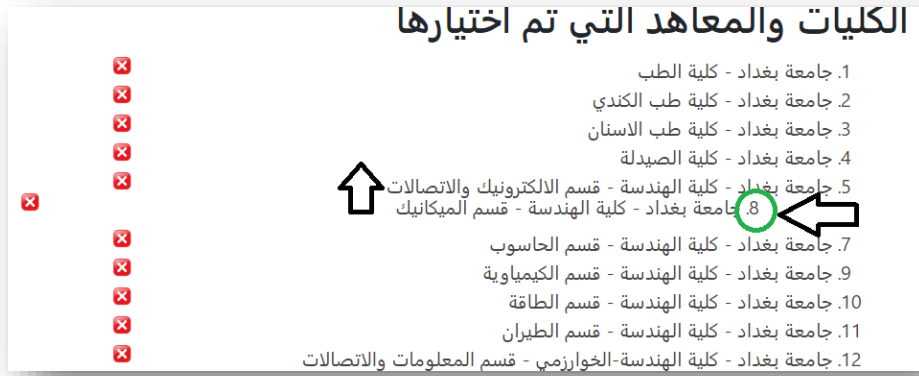 الكليات والمعاهد التي تم اختيارها
1. جامعة بغداد - كلية الطب
2. جامعة بغداد - كلية طب الكندي
3. جامعة بغداد - كلية طب الاسنان
4. جامعة بغداد - كلية الصيدلة
5. جامعة بغداد - كلية الهندسة - قسم الالكترونيك والاتصالات
8. جامعة بغداد - كلية الهندسة - قسم الميكانيك
7. جامعة بغداد - كلية الهندسة - قسم الحاسوب
9. جامعة بغداد - كلية الهندسة - قسم الكيمياوية
10. جامعة بغداد - كلية الهندسة - قسم الطاقة
11. جامعة بغداد - كلية الهندسة - قسم الطيران
12. جامعة بغداد - كلية الهندسة-الخوارزمي - قسم المعلومات والاتصالات